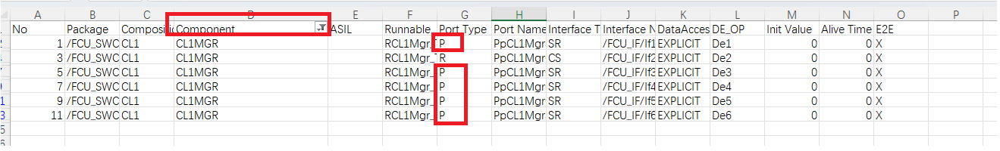 A B C D E F G H I J K L M N O P
No Package Compositio Component ASIL Runnable Port Type Port Name Interface T Interface N DataAcces DE_OP Init Value Alive Time E2E
1 /FCU_SWC CL1 CL1MGR RCL1Mgr_ P PpCL1Mgr SR /FCU_IF/If1 EXPLICIT De1 0 0 X
3 /FCU_SWC CL1 CL1MGR RCL1Mgr_ R PpCL1Mgr CS /FCU_IF/If2 EXPLICIT De2 0 0 X
5 /FCU_SWC CL1 CL1MGR RCL1Mgr_ P PpCL1Mgr SR /FCU_IF/If3 EXPLICIT De3 0 0 X
7 /FCU_SWC CL1 CL1MGR RCL1Mgr_ P PpCL1Mgr SR /FCU_IF/If4 EXPLICIT De4 0 0 X
9 /FCU_SWC CL1 CL1MGR RCL1Mgr_ P PpCL1Mgr SR /FCU_IF/If5 EXPLICIT De5 0 0 X
11 /FCU_SWC CL1 CL1MGR RCL1Mgr_ P PpCL1Mgr SR /FCU_IF/If6 EXPLICIT De6 0 0 X